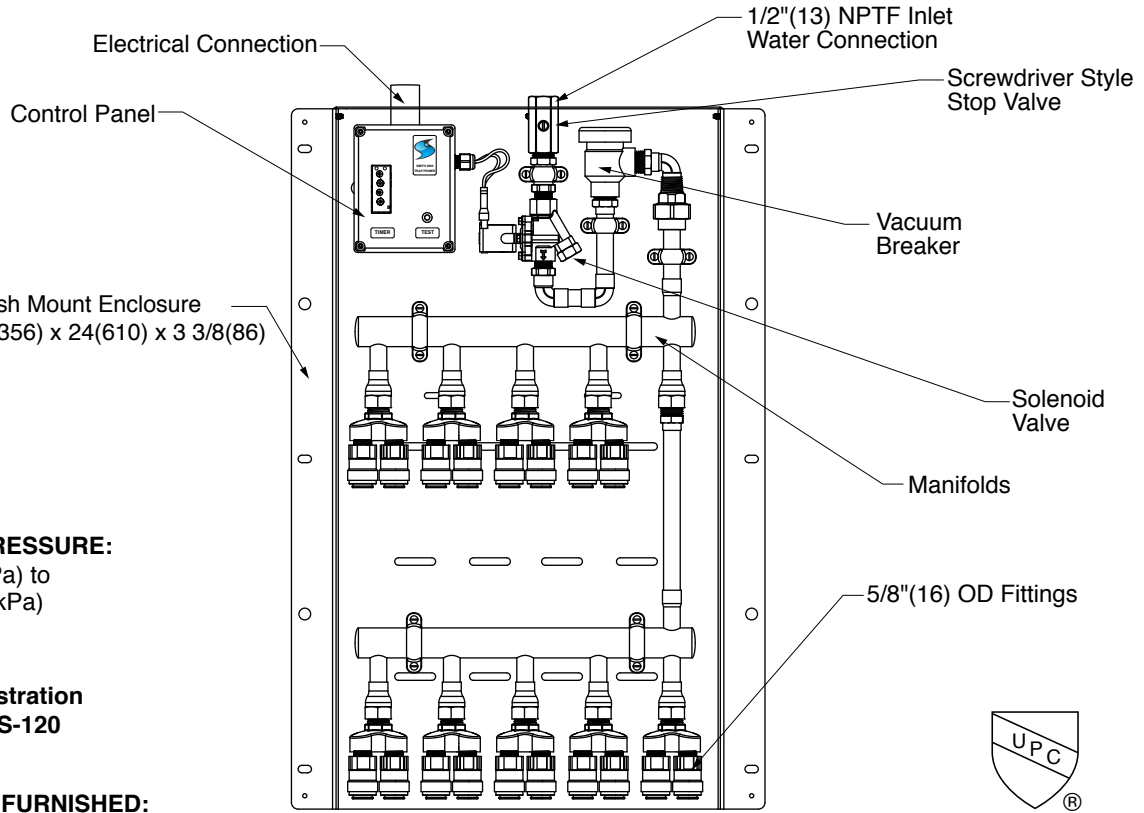 1/2"(13) NPTF Inlet
Water Connection
Electrical Connection
Screwdriver Style
Stop Valve
Control Panel
TIMER
TEST
Vacuum
Breaker
sh Mount Enclosure
356) x 24(610) x 3 3/8(86)
Solenoid
Valve
Manifolds
RESSURE:
Pa) to
kPa)
5/8"(16) OD Fittings
stration
S-120
FURNISHED:
UPC
®